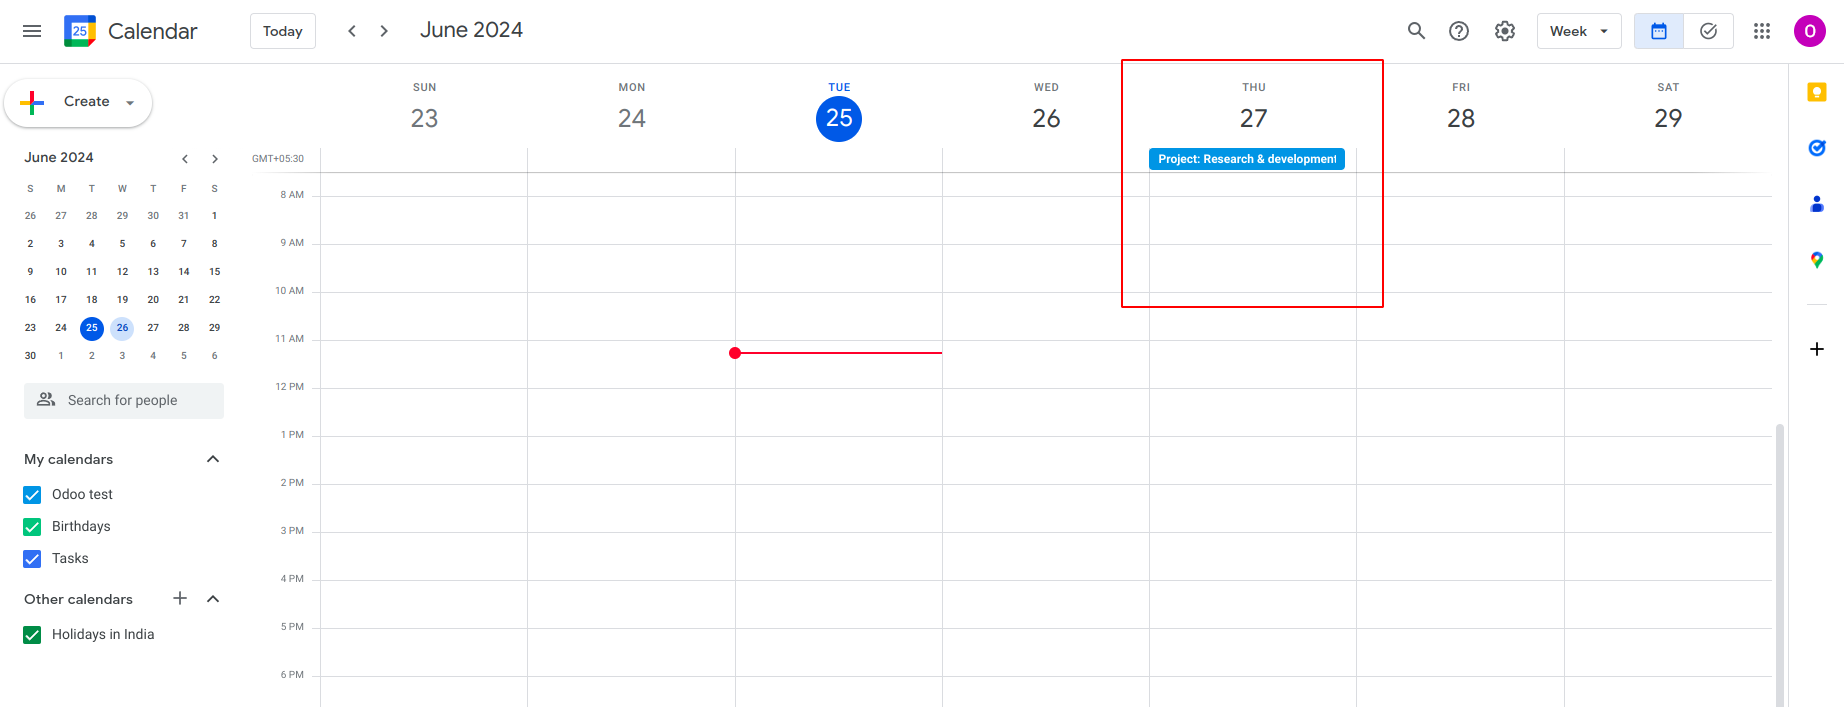 25 Calendar Today June 2024 Week O
Create
SUN MON TUE WED THU FRI SAT
23 24 25 26 27 28 29
June 2024
GMT+05:30 Project: Research & development
S M T W T F S
26 27 28 29 30 31 1
2 3 4 5 6 7 8
9 10 11 12 13 14 15
16 17 18 19 20 21 22
23 24 25 26 27 28 29
30 1 2 3 4 5 6
Search for people
My calendars
Odoo test
Birthdays
Tasks
Other calendars
Holidays in India
8 AM
9 AM
10 AM
11 AM
12 PM
1 PM
2 PM
3 PM
4 PM
5 PM
6 PM